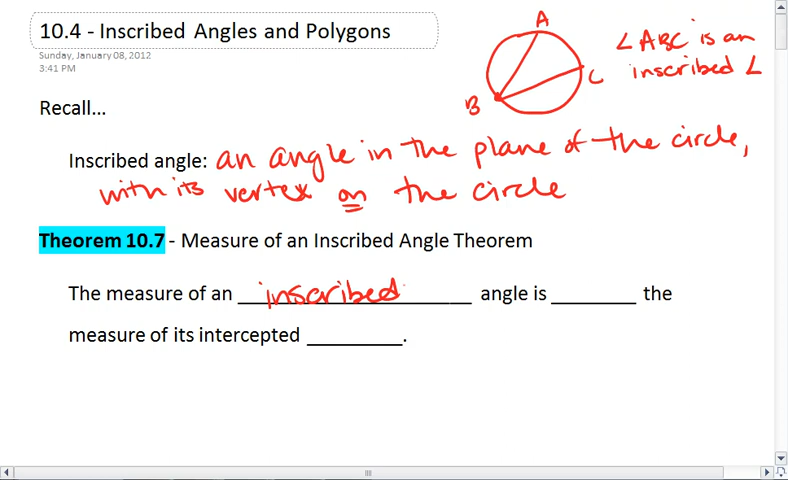 10.4 - Inscribed Angles and Polygons
Sunday, January 08, 2012
3:41 PM
A
B
C
∠ABC is an
inscribed ∠
Recall...
Inscribed angle: an angle in the plane of the circle,
with its vertex on the circle
Theorem 10.7 - Measure of an Inscribed Angle Theorem
The measure of an inscribed angle is ________ the
measure of its intercepted _________.